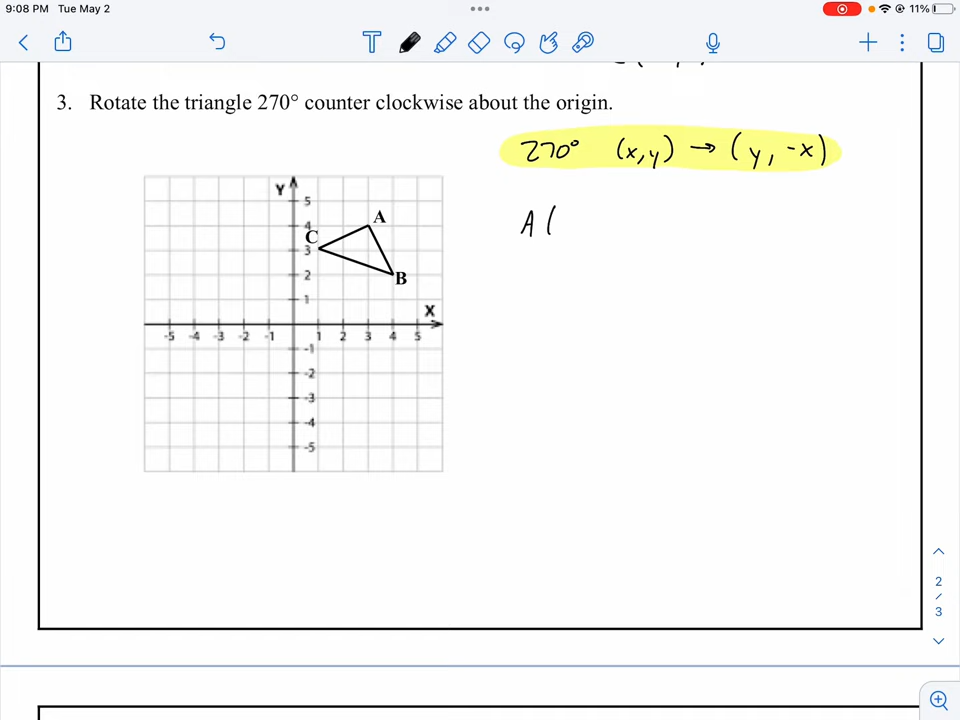 9:08 PM Tue May 2
11%
T
3. Rotate the triangle 270° counter clockwise about the origin.
270° (x,y) → (y, -x)
A (
Y
5
4
A
C
3
2
B
1
X
-5 -4 -3 -2 -1 1 2 3 4 5
-1
-2
-3
-4
-5
2
/
3